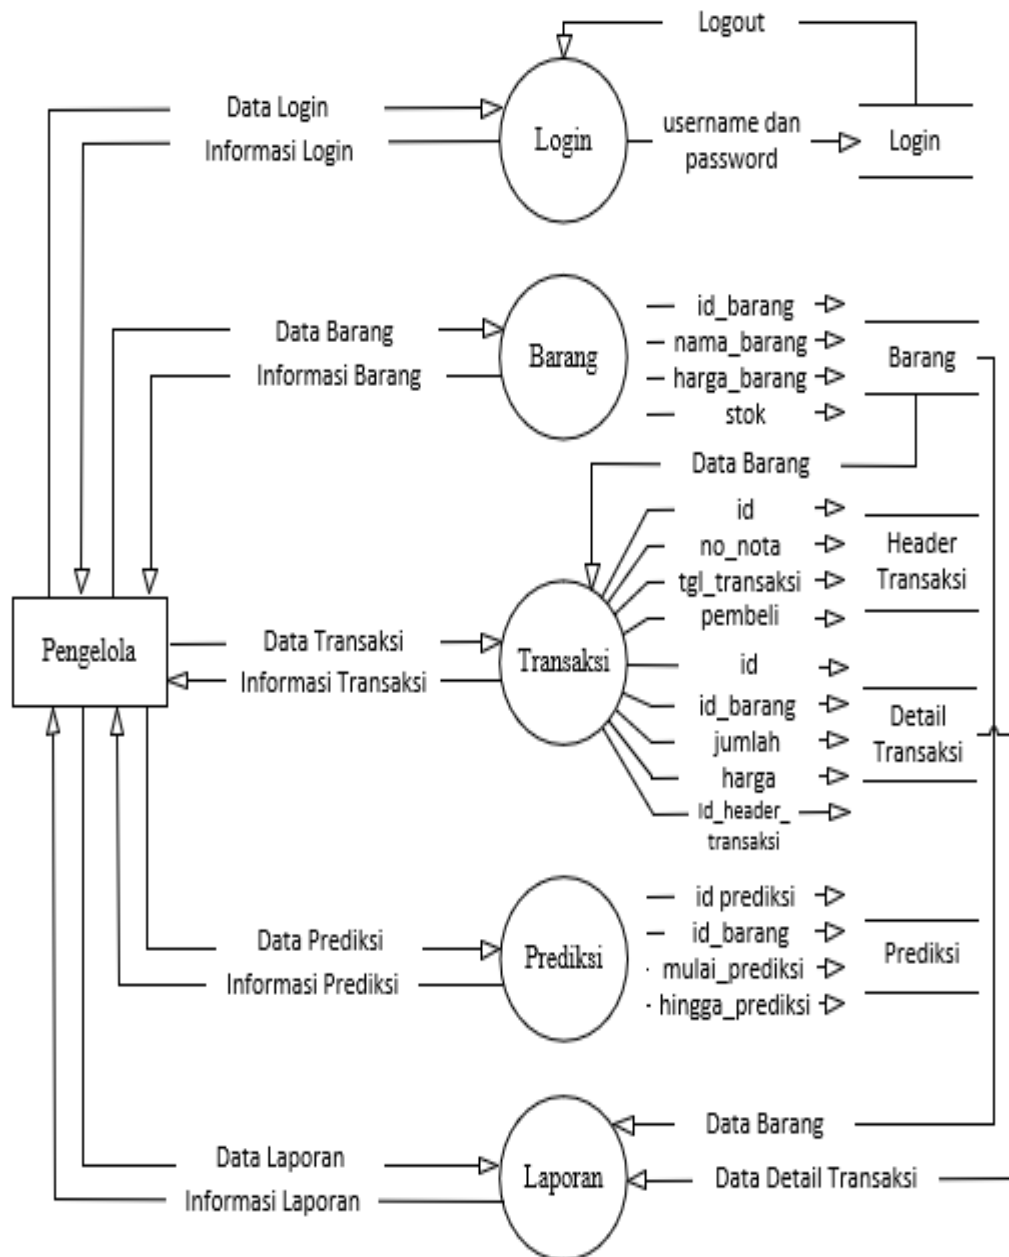 Logout
Data Login
Informasi Login
Login
username dan
password
Login
Data Barang
Informasi Barang
Barang
id_barang
nama_barang
harga_barang
stok
Barang
Data Barang
id
no_nota
tgl_transaksi
pembeli
Header
Transaksi
Pengelola
Data Transaksi
Informasi Transaksi
Transaksi
id
id_barang
jumlah
harga
Id_header_
transaksi
Detail
Transaksi
Data Prediksi
Informasi Prediksi
Prediksi
id prediksi
id_barang
mulai_prediksi
hingga_prediksi
Prediksi
Data Laporan
Informasi Laporan
Laporan
Data Barang
Data Detail Transaksi